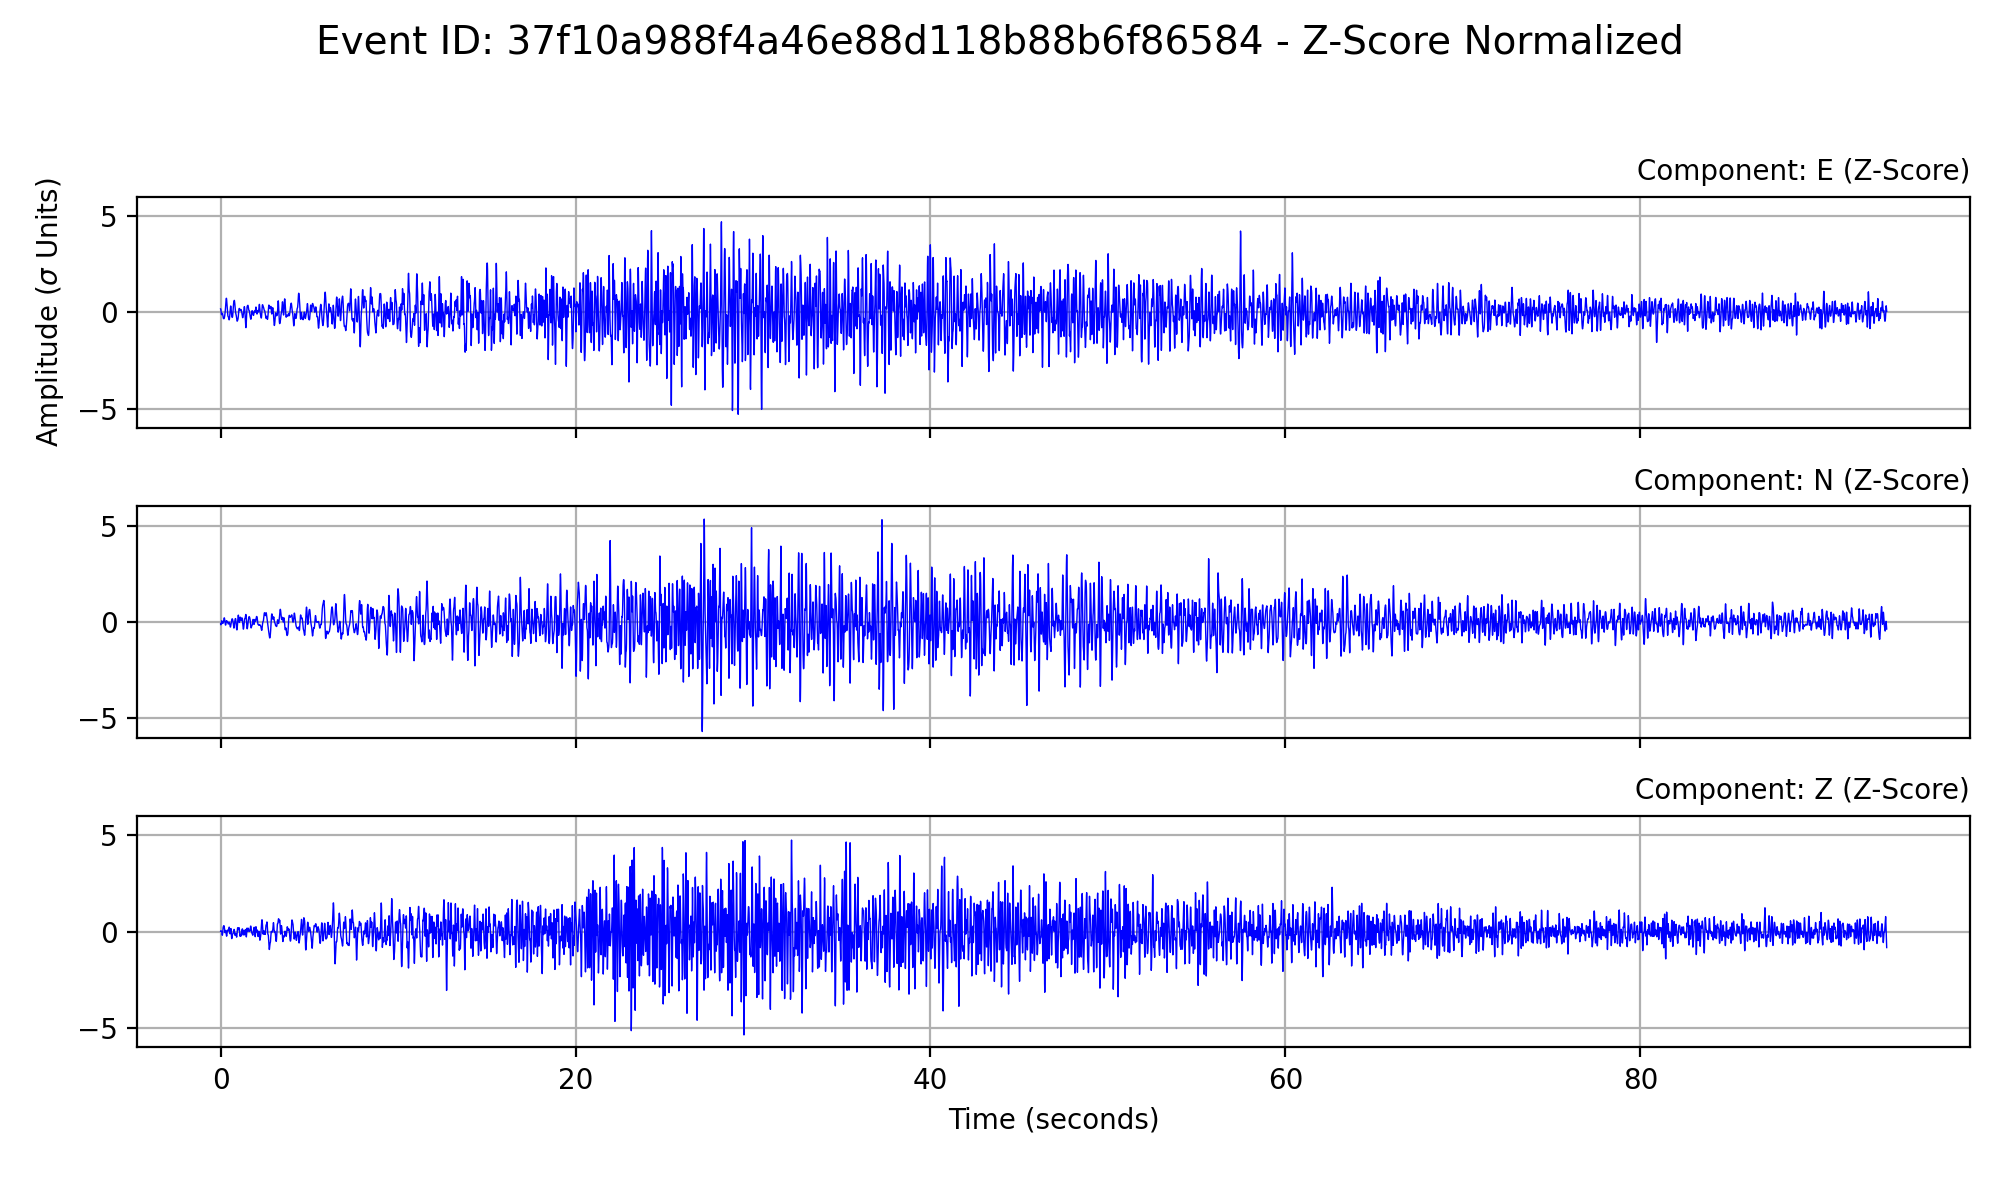 Event ID: 37f10a988f4a46e88d118b88b6f86584 - Z-Score Normalized
Component: E (Z-Score)
Amplitude (σ Units)
5
0
−5
Component: N (Z-Score)
5
0
−5
Component: Z (Z-Score)
5
0
−5
0 20 40 60 80
Time (seconds)